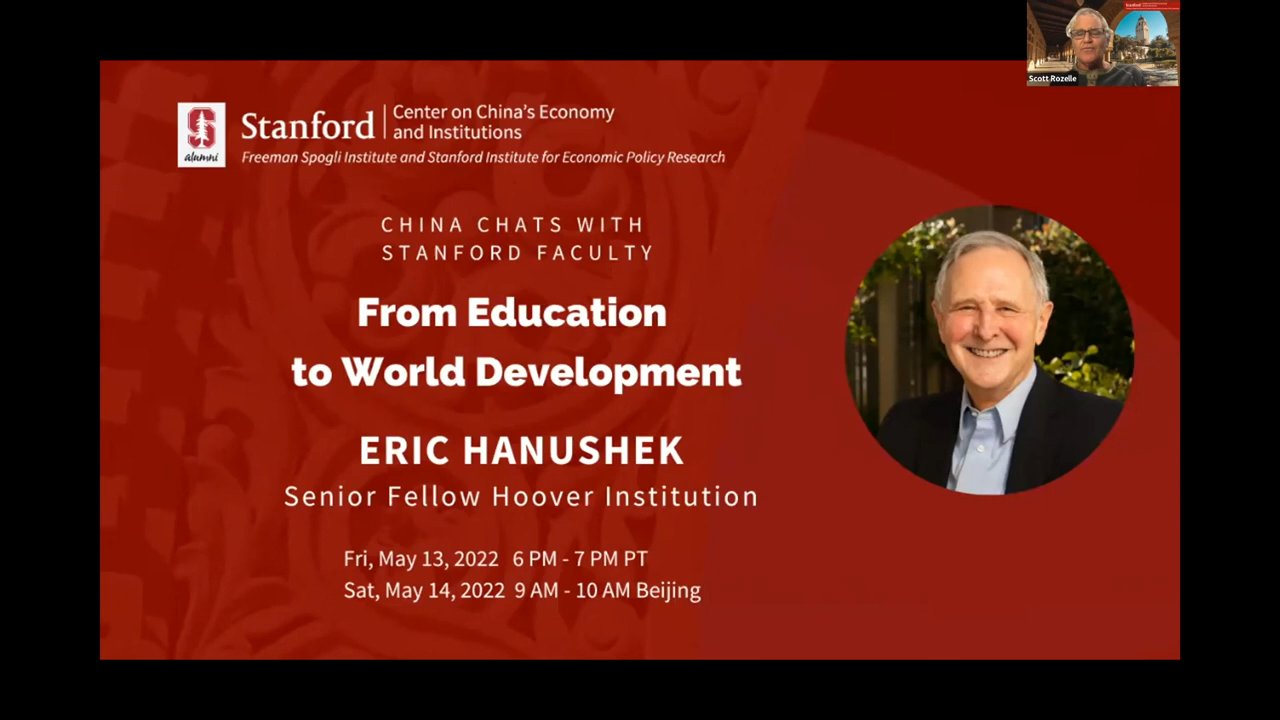 Scott Rozelle
Stanford
Center on China's Economy
and Institutions
alumni
Freeman Spogli Institute and Stanford Institute for Economic Policy Research
CHINA CHATS WITH
STANFORD FACULTY
From Education
to World Development
ERIC HANUSHEK
Senior Fellow Hoover Institution
Fri, May 13, 2022 6 PM - 7 PM PT
Sat, May 14, 2022 9 AM - 10 AM Beijing